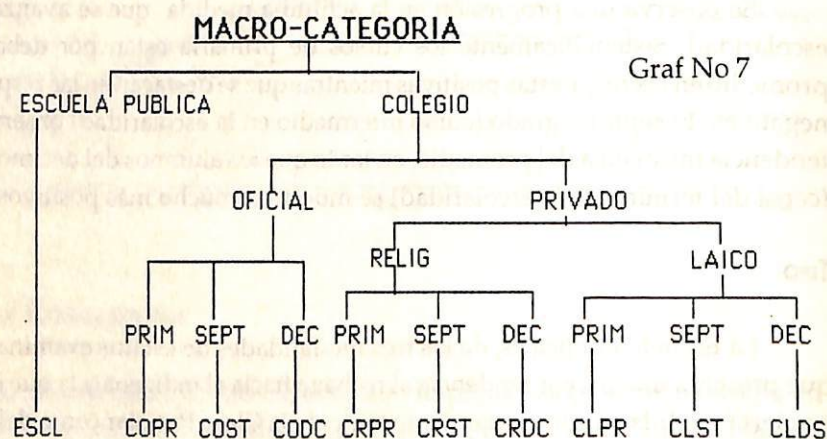 MACRO-CATEGORIA
Graf No 7
ESCUELA PUBLICA COLEGIO
OFICIAL PRIVADO
RELIG LAICO
PRIM SEPT DEC PRIM SEPT DEC PRIM SEPT DEC
ESCL COPR COST CODC CRPR CRST CRDC CLPR CLST CLDS